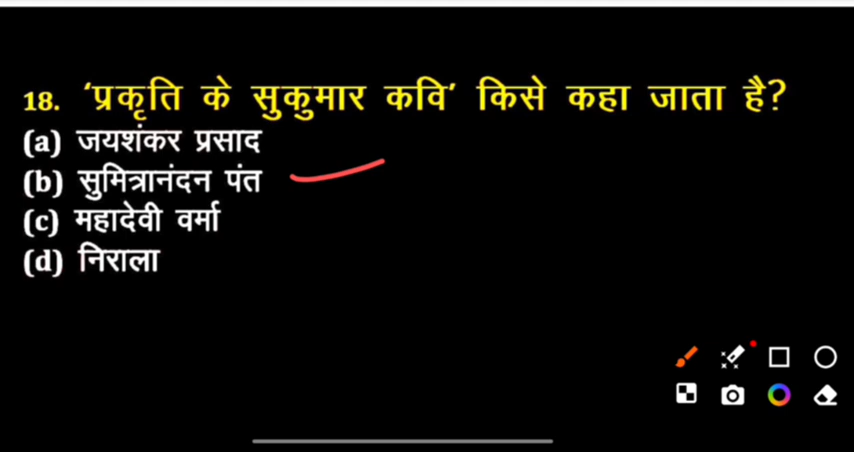 18. ‘प्रकृति के सुकुमार कवि’ किसे कहा जाता है?
(a) जयशंकर प्रसाद
(b) सुमित्रानंदन पंत
(c) महादेवी वर्मा
(d) निराला